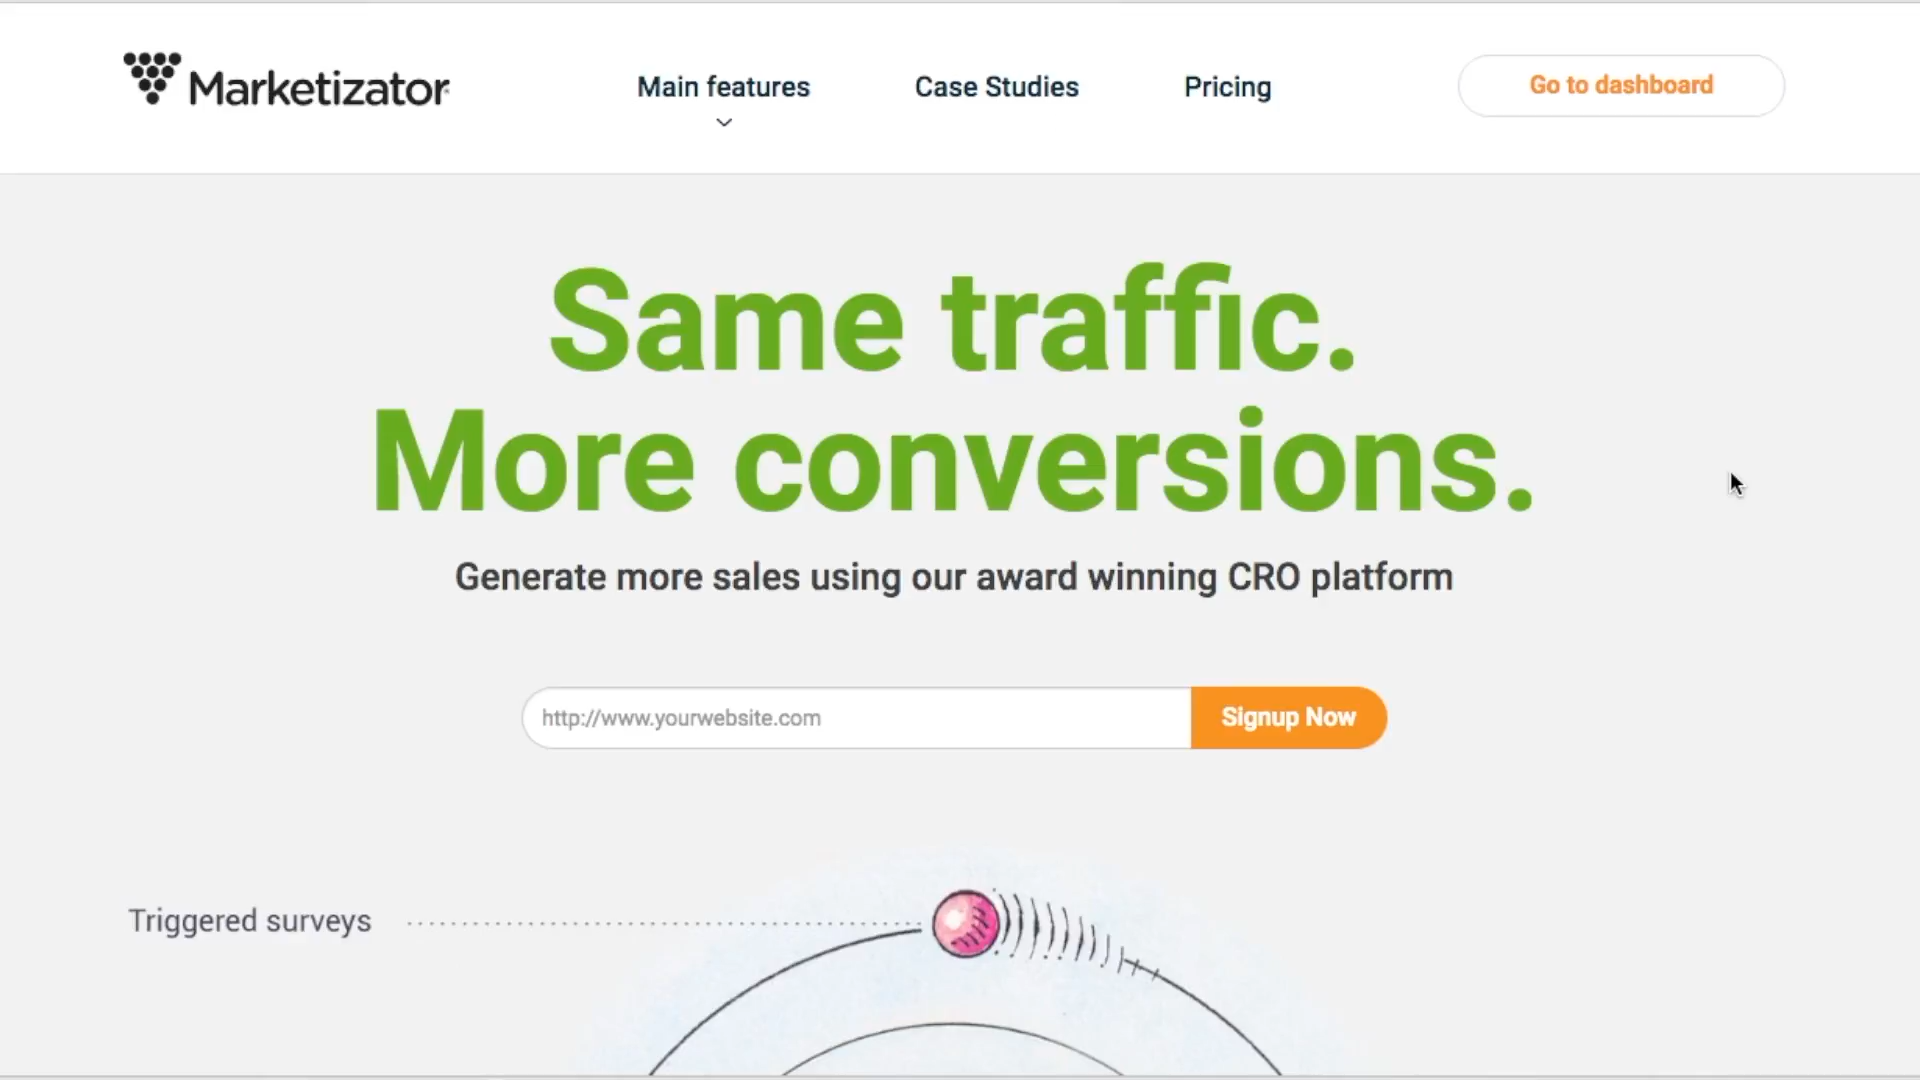 Marketizator
Main features
Case Studies
Pricing
Go to dashboard
Same traffic.
More conversions.
Generate more sales using our award winning CRO platform
http://www.yourwebsite.com
Signup Now
Triggered surveys